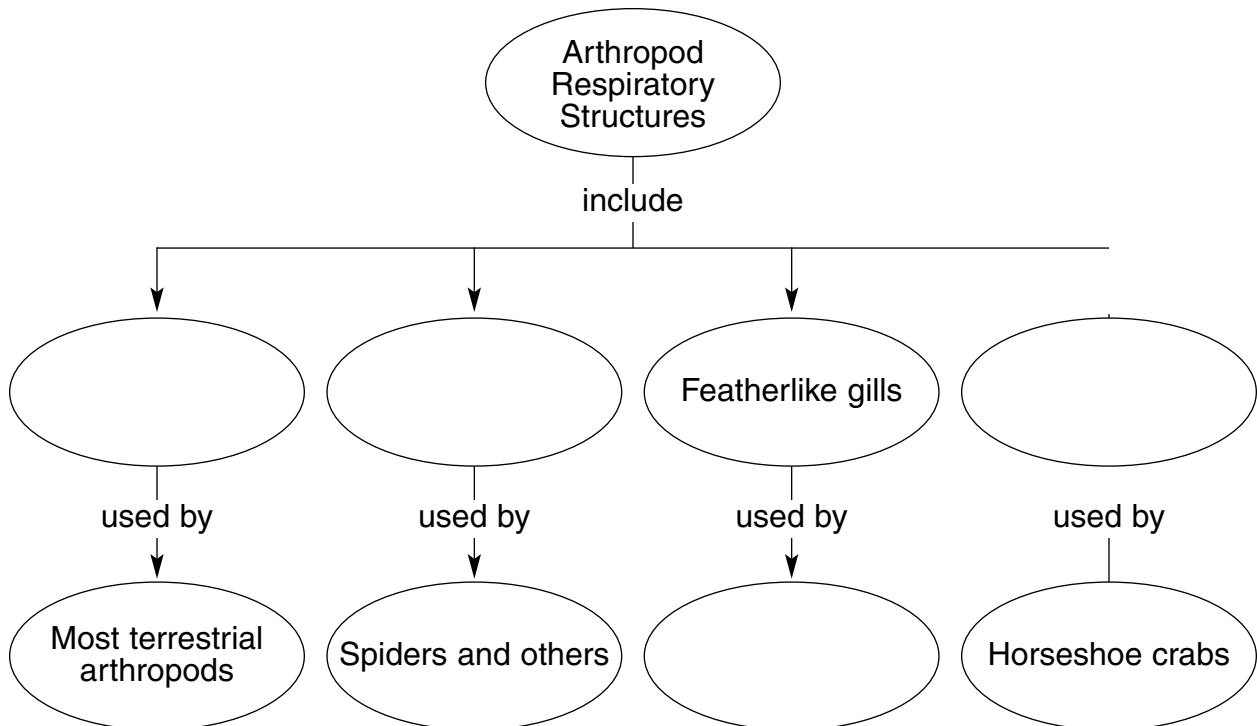 Arthropod
Respiratory
Structures
include
Featherlike gills
used by
used by
used by
used by
Most terrestrial
arthropods
Spiders and others
Horseshoe crabs